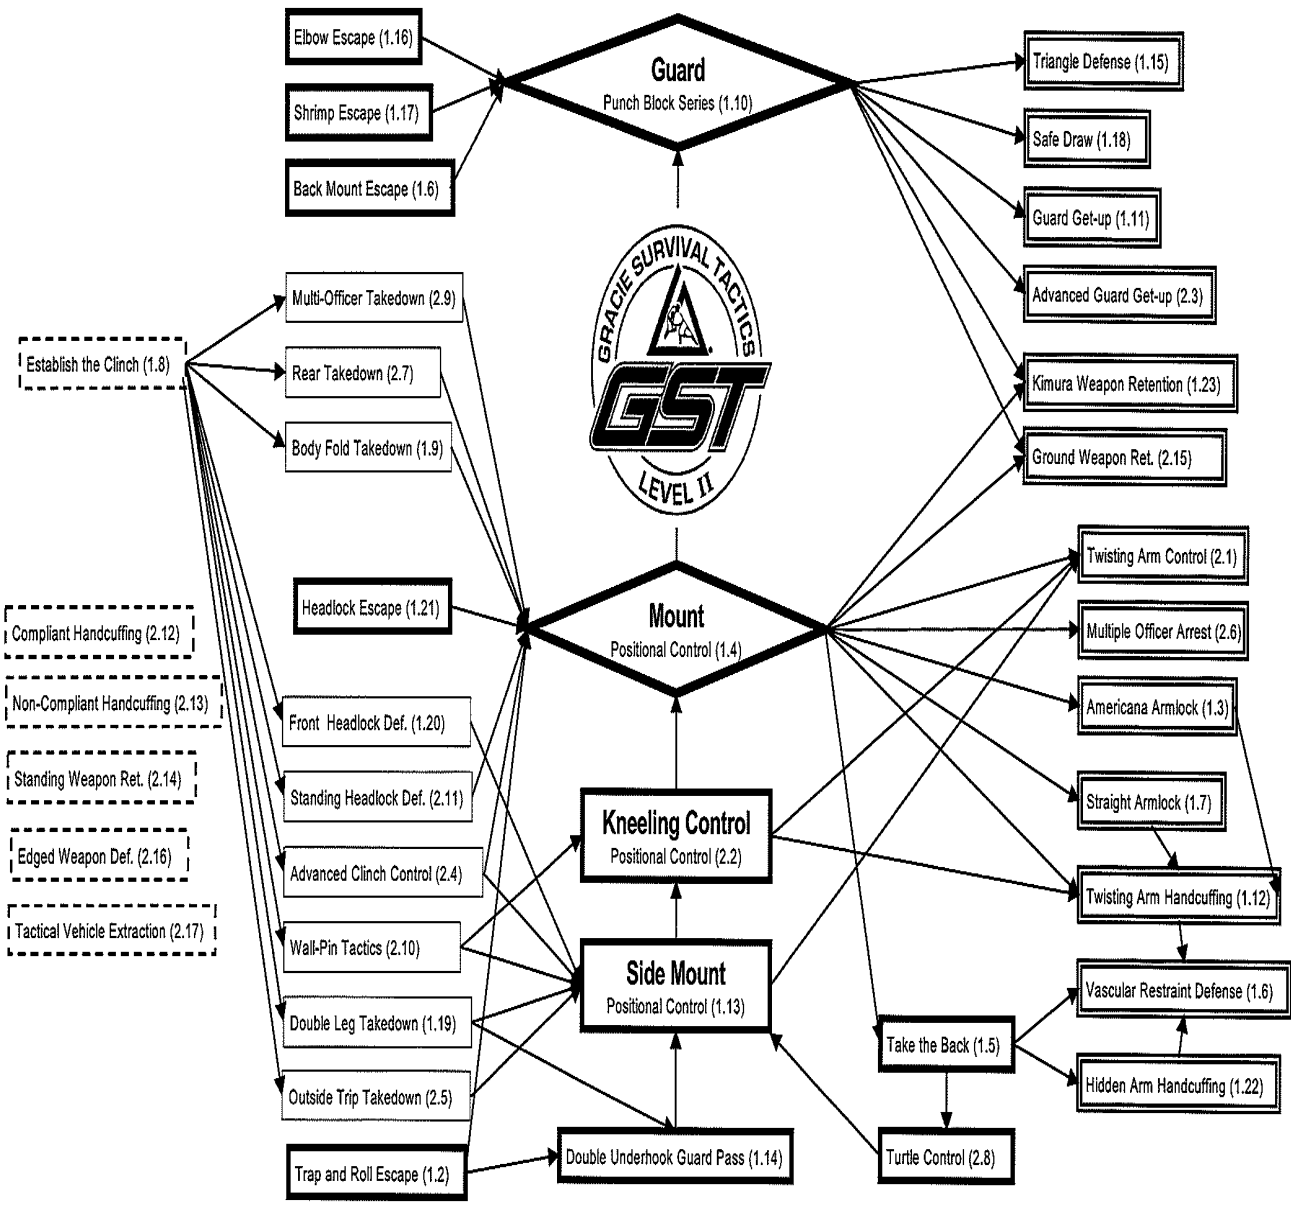 Elbow Escape (1.16)
Shrimp Escape (1.17)
Back Mount Escape (1.6)
Guard
Punch Block Series (1.10)
Triangle Defense (1.15)
Safe Draw (1.18)
Guard Get-up (1.11)
Advanced Guard Get-up (2.3)
Kimura Weapon Retention (1.23)
Ground Weapon Ret. (2.15)
Multi-Officer Takedown (2.9)
Establish the Clinch (1.8)
Rear Takedown (2.7)
Body Fold Takedown (1.9)
GRACIE SURVIVAL TACTICS
GST
LEVEL II
Headlock Escape (1.21)
Mount
Positional Control (1.4)
Twisting Arm Control (2.1)
Multiple Officer Arrest (2.6)
Americana Armlock (1.3)
Straight Armlock (1.7)
Twisting Arm Handcuffing (1.12)
Vascular Restraint Defense (1.6)
Hidden Arm Handcuffing (1.22)
Compliant Handcuffing (2.12)
Non-Compliant Handcuffing (2.13)
Standing Weapon Ret. (2.14)
Edged Weapon Def. (2.16)
Tactical Vehicle Extraction (2.17)
Front Headlock Def. (1.20)
Standing Headlock Def. (2.11)
Advanced Clinch Control (2.4)
Wall-Pin Tactics (2.10)
Double Leg Takedown (1.19)
Outside Trip Takedown (2.5)
Trap and Roll Escape (1.2)
Kneeling Control
Positional Control (2.2)
Side Mount
Positional Control (1.13)
Double Underhook Guard Pass (1.14)
Take the Back (1.5)
Turtle Control (2.8)